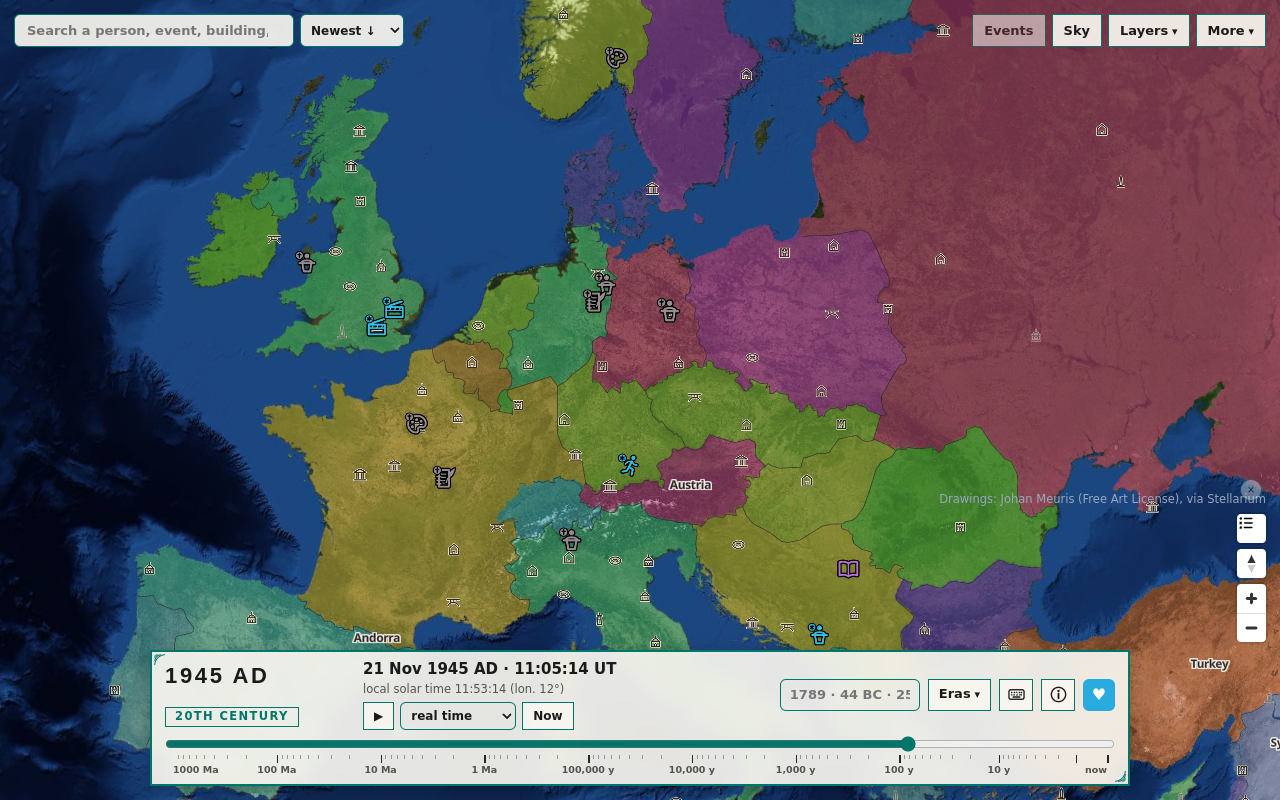 Search a person, event, building,
Newest ↓
Events
Sky
Layers ▾
More ▾
Austria
Drawings: Johan Meuris (Free Art License), via Stellarium
Andorra
Turkey
1945 AD
20TH CENTURY
21 Nov 1945 AD · 11:05:14 UT
local solar time 11:53:14 (lon. 12°)
▶
real time
Now
1789 · 44 BC · 25
Eras ▾
1000 Ma
100 Ma
10 Ma
1 Ma
100,000 y
10,000 y
1,000 y
100 y
10 y
now